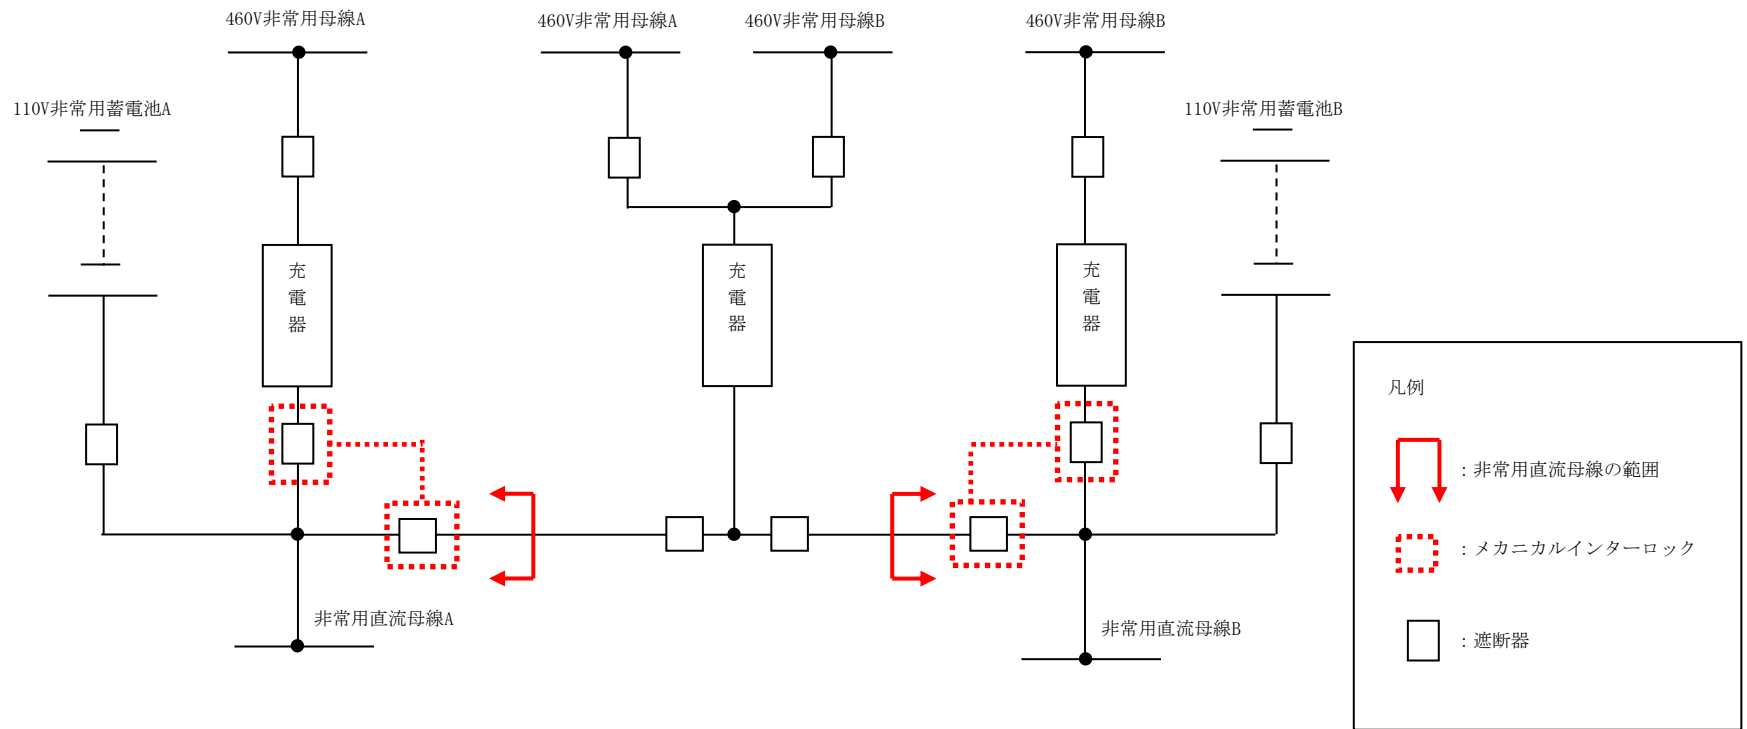 460V非常用母線A
460V非常用母線A
460V非常用母線B
460V非常用母線B
110V非常用蓄電池A
110V非常用蓄電池B
充電器
充電器
充電器
非常用直流母線A
非常用直流母線B
凡例
：非常用直流母線の範囲
：メカニカルインターロック
：遮断器